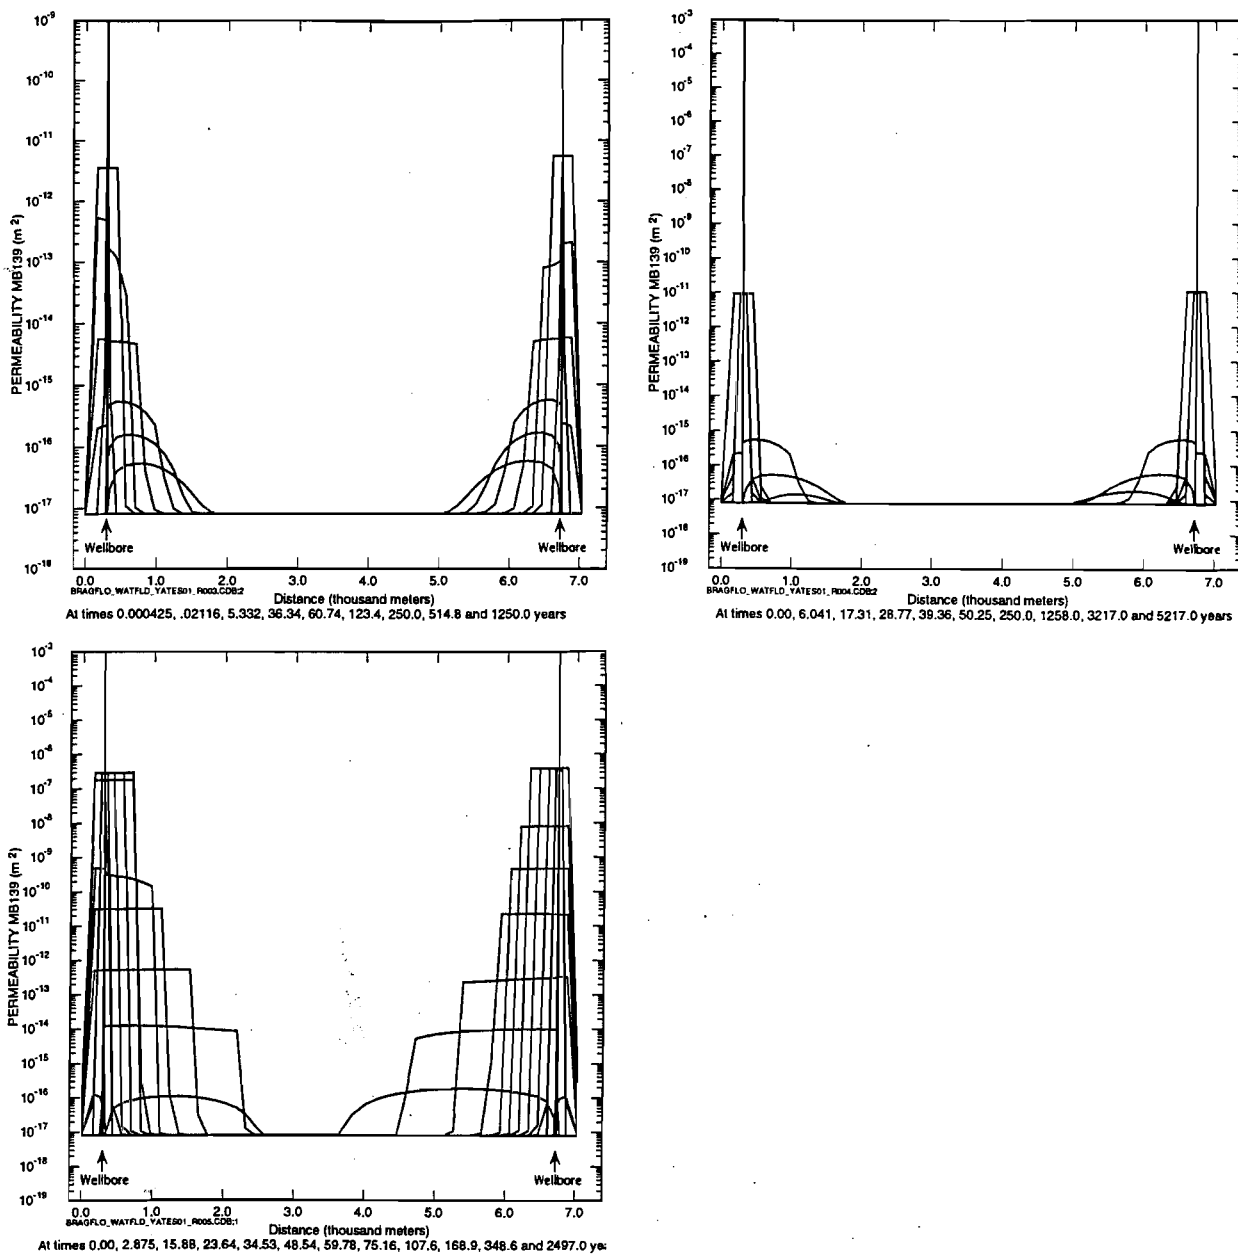 10⁻⁹
10⁻¹⁰
10⁻¹¹
10⁻¹²
10⁻¹³
10⁻¹⁴
10⁻¹⁵
10⁻¹⁶
10⁻¹⁷
10⁻¹⁸
PERMEABILITY MB139 (m²)
Wellbore
Wellbore
0.0 1.0 2.0 3.0 4.0 5.0 6.0 7.0
BRAGFLO_WATFLD_YATES01_R003.CDB:2
Distance (thousand meters)
At times 0.000425, .02116, 5.332, 36.34, 60.74, 123.4, 250.0, 514.8 and 1250.0 years
10⁻³
10⁻⁴
10⁻⁵
10⁻⁶
10⁻⁷
10⁻⁸
10⁻⁹
10⁻¹⁰
10⁻¹¹
10⁻¹²
10⁻¹³
10⁻¹⁴
10⁻¹⁵
10⁻¹⁶
10⁻¹⁷
10⁻¹⁸
10⁻¹⁹
PERMEABILITY MB139 (m²)
Wellbore
Wellbore
0.0 1.0 2.0 3.0 4.0 5.0 6.0 7.0
BRAGFLO_WATFLD_YATES01_R004.CDB:2
Distance (thousand meters)
At times 0.00, 6.041, 17.31, 28.77, 39.36, 50.25, 250.0, 1258.0, 3217.0 and 5217.0 years
10⁻³
10⁻⁴
10⁻⁵
10⁻⁶
10⁻⁷
10⁻⁸
10⁻⁹
10⁻¹⁰
10⁻¹¹
10⁻¹²
10⁻¹³
10⁻¹⁴
10⁻¹⁵
10⁻¹⁶
10⁻¹⁷
10⁻¹⁸
10⁻¹⁹
PERMEABILITY MB139 (m²)
Wellbore
Wellbore
0.0 1.0 2.0 3.0 4.0 5.0 6.0 7.0
BRAGFLO_WATFLD_YATES01_R005.CDB:1
Distance (thousand meters)
At times 0.00, 2.875, 15.88, 23.64, 34.53, 48.54, 59.78, 75.16, 107.6, 168.9, 348.6 and 2497.0 ye